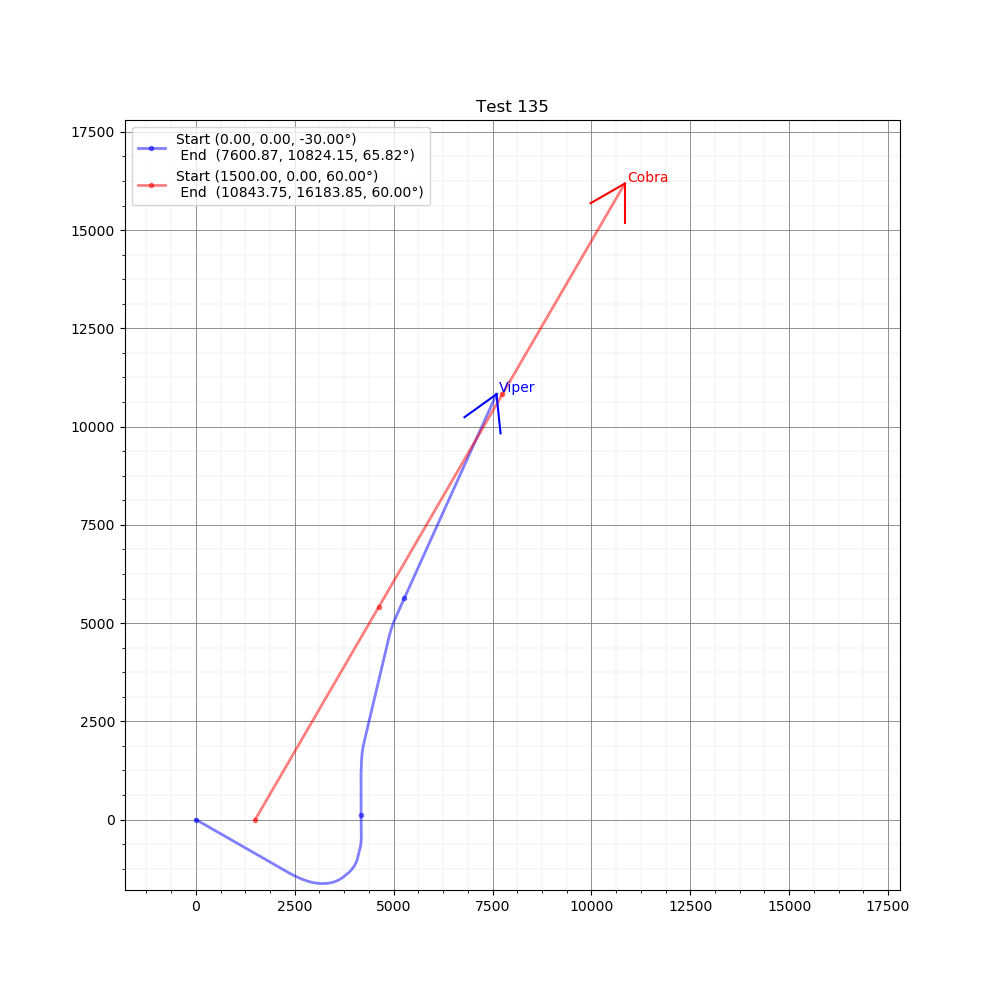 Test 135
Start (0.00, 0.00, -30.00°)
End  (7600.87, 10824.15, 65.82°)
Start (1500.00, 0.00, 60.00°)
End  (10843.75, 16183.85, 60.00°)
Cobra
Viper
17500
15000
12500
10000
7500
5000
2500
0
0 2500 5000 7500 10000 12500 15000 17500